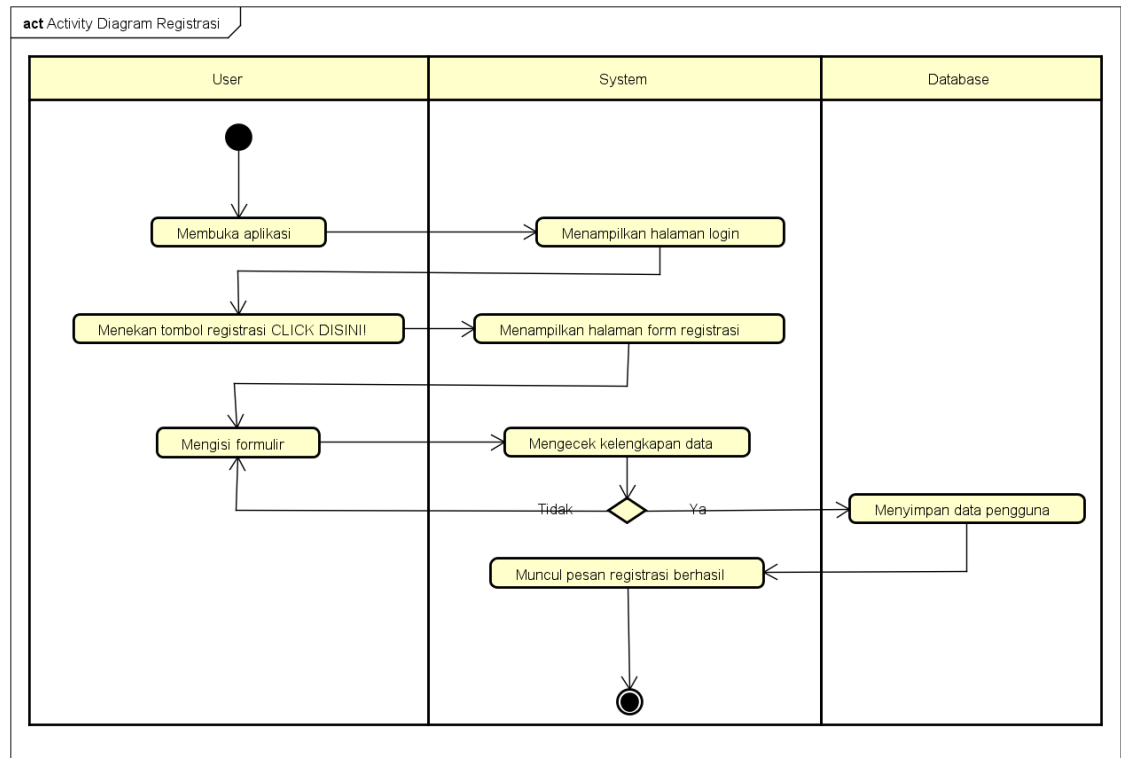 act Activity Diagram Registrasi
User
System
Database
Membuka aplikasi
Menampilkan halaman login
Menekan tombol registrasi CLICK DISINI!
Menampilkan halaman form registrasi
Mengisi formulir
Mengecek kelengkapan data
Tidak
Ya
Menyimpan data pengguna
Muncul pesan registrasi berhasil